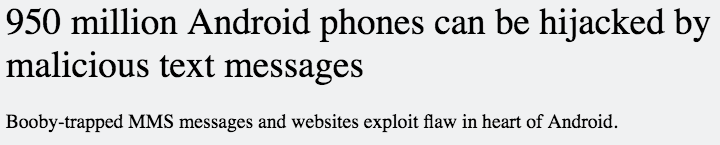 950 million Android phones can be hijacked by
malicious text messages
Booby-trapped MMS messages and websites exploit flaw in heart of Android.